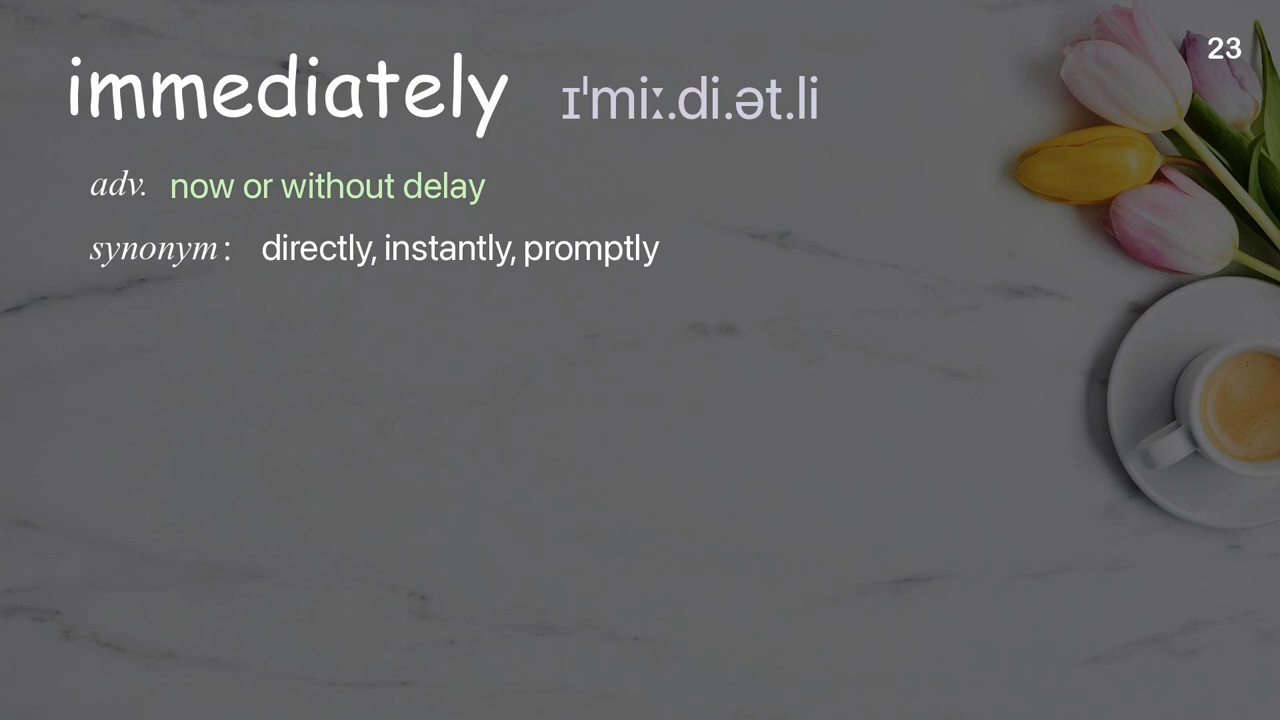 23
immediately ɪˈmiː.di.ət.li
adv. now or without delay
synonym : directly, instantly, promptly